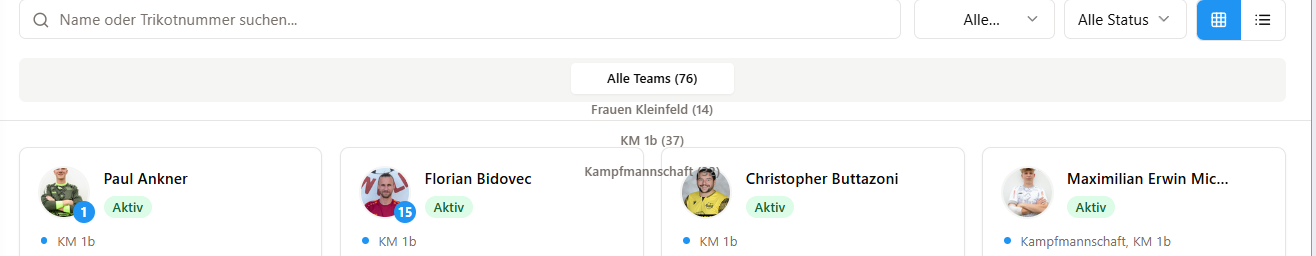 Name oder Trikotnummer suchen...
Alle...
Alle Status
Alle Teams (76)
Frauen Kleinfeld (14)
KM 1b (37)
Kampfmannschaft
Paul Ankner
Florian Bidovec
Christopher Buttazoni
Maximilian Erwin Mic...
1
Aktiv
15
Aktiv
Aktiv
Aktiv
KM 1b
KM 1b
KM 1b
Kampfmannschaft, KM 1b